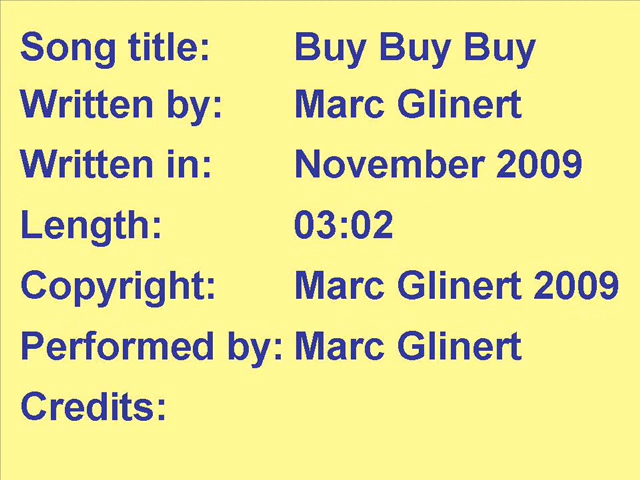 Song title: Buy Buy Buy
Written by: Marc Glinert
Written in: November 2009
Length: 03:02
Copyright: Marc Glinert 2009
Performed by: Marc Glinert
Credits: